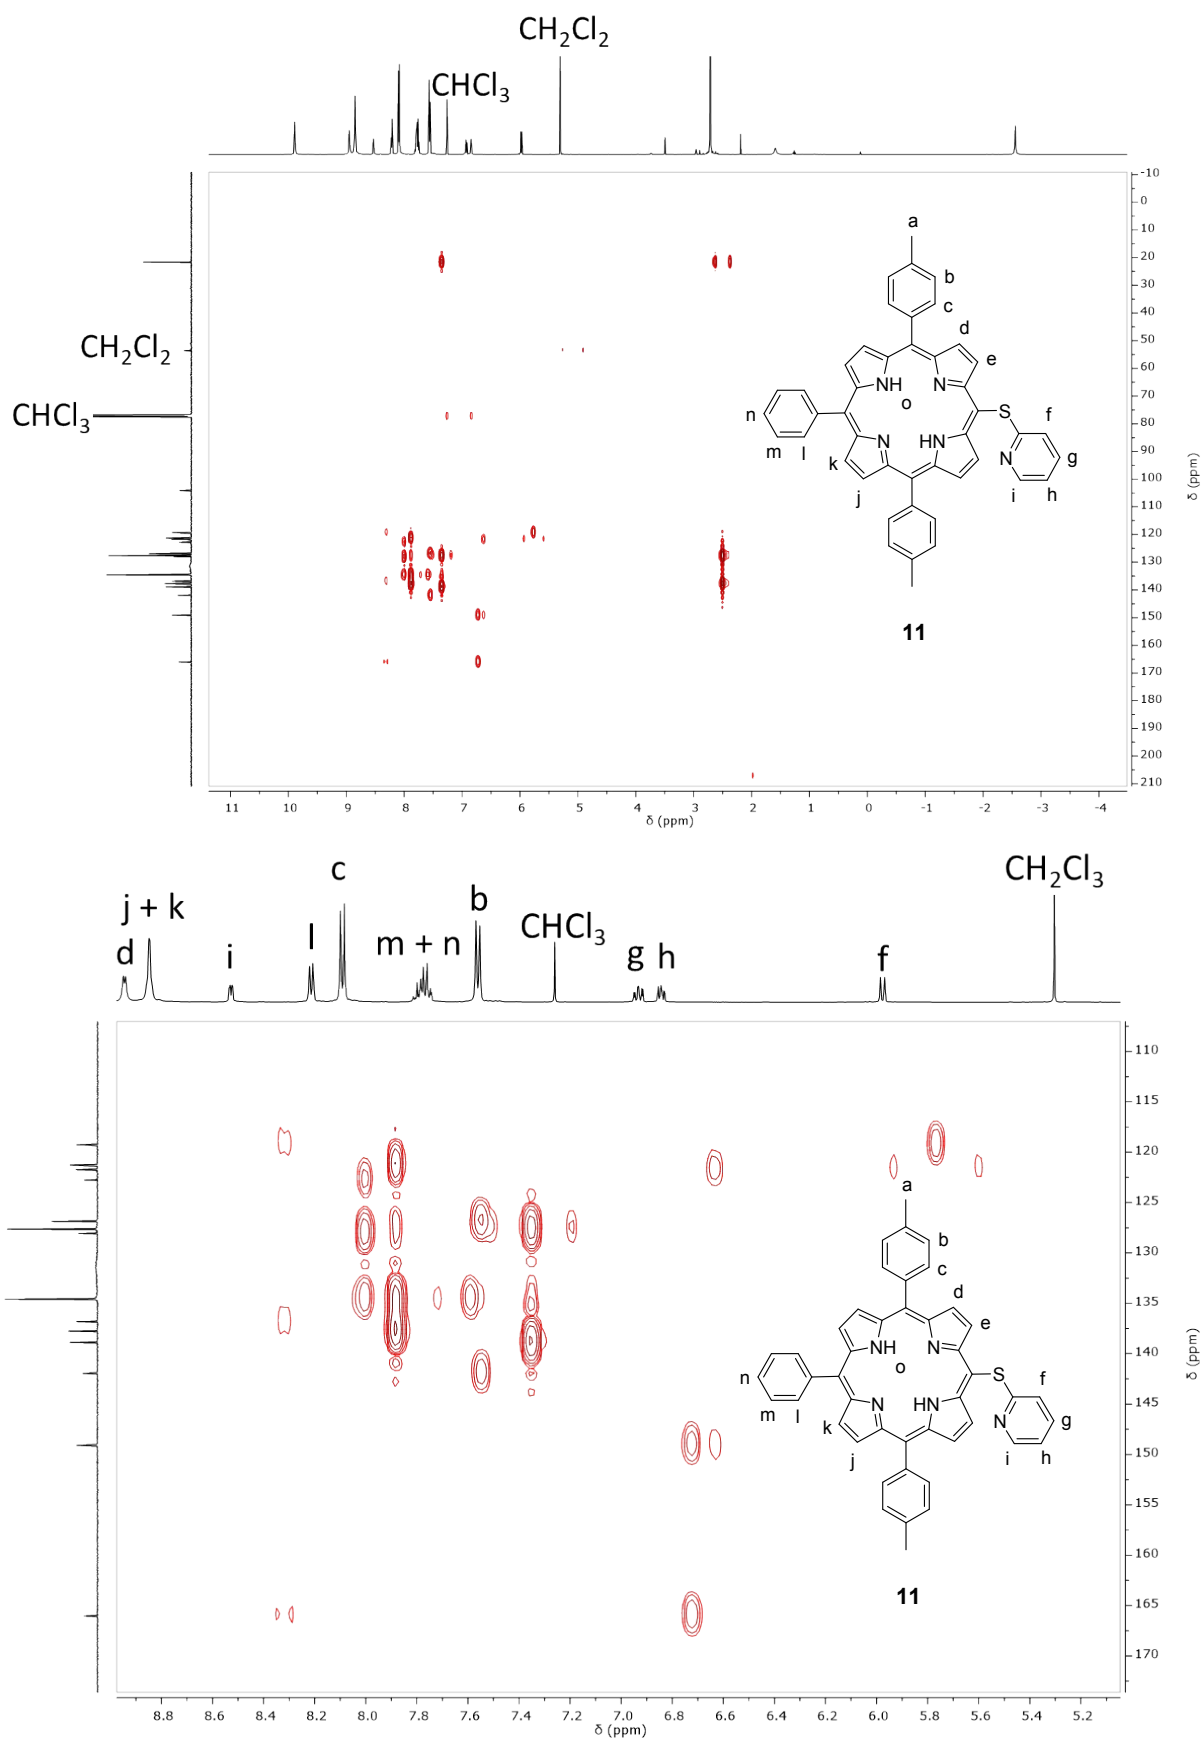 CH2Cl2
CHCl3
-10
0
10
20
30
40
50
60
70
80
90
100
110
120
130
140
150
160
170
180
190
200
210
δ (ppm)
CH2Cl2
CHCl3
a
b
c
d
e
NH
N
o
S
f
n
N
HN
N
g
m
l
k
i
h
j
11
11 10 9 8 7 6 5 4 3 2 1 0 -1 -2 -3 -4
δ (ppm)
c
CH2Cl3
j + k
b
d
i
l
m + n
CHCl3
g
h
f
110
115
120
125
130
135
140
145
150
155
160
165
170
δ (ppm)
a
b
c
d
e
NH
N
o
S
f
n
N
HN
N
g
m
l
k
i
h
j
11
8.8 8.6 8.4 8.2 8.0 7.8 7.6 7.4 7.2 7.0 6.8 6.6 6.4 6.2 6.0 5.8 5.6 5.4 5.2
δ (ppm)